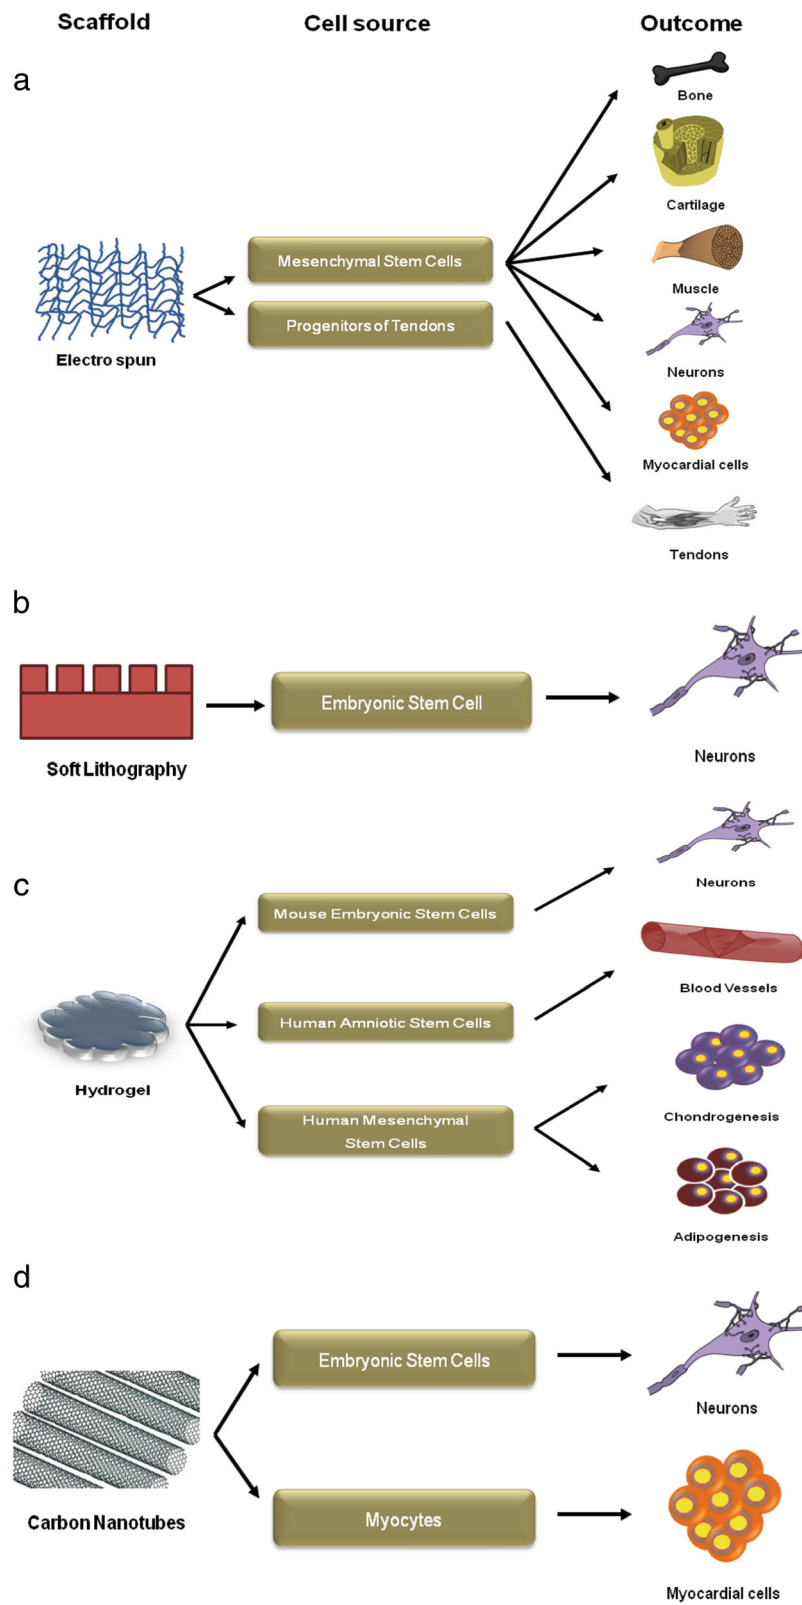 Scaffold Cell source Outcome
a
Bone
Cartilage
Mesenchymal Stem Cells
Muscle
Progenitors of Tendons
Electro spun
Neurons
Myocardial cells
Tendons
b
Embryonic Stem Cell
Soft Lithography
Neurons
c
Neurons
Mouse Embryonic Stem Cells
Blood Vessels
Human Amniotic Stem Cells
Hydrogel
Human Mesenchymal
Stem Cells
Chondrogenesis
Adipogenesis
d
Embryonic Stem Cells
Neurons
Carbon Nanotubes
Myocytes
Myocardial cells